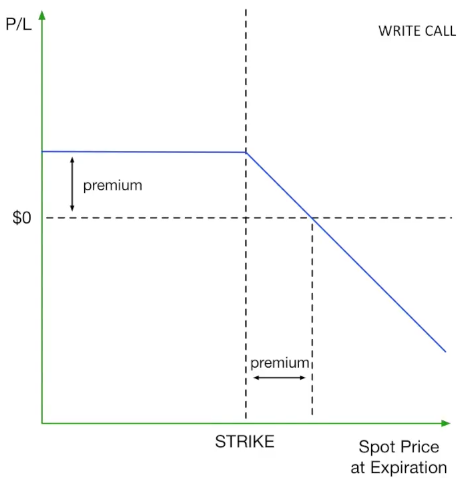 P/L
WRITE CALL
premium
$0
premium
STRIKE
Spot Price
at Expiration